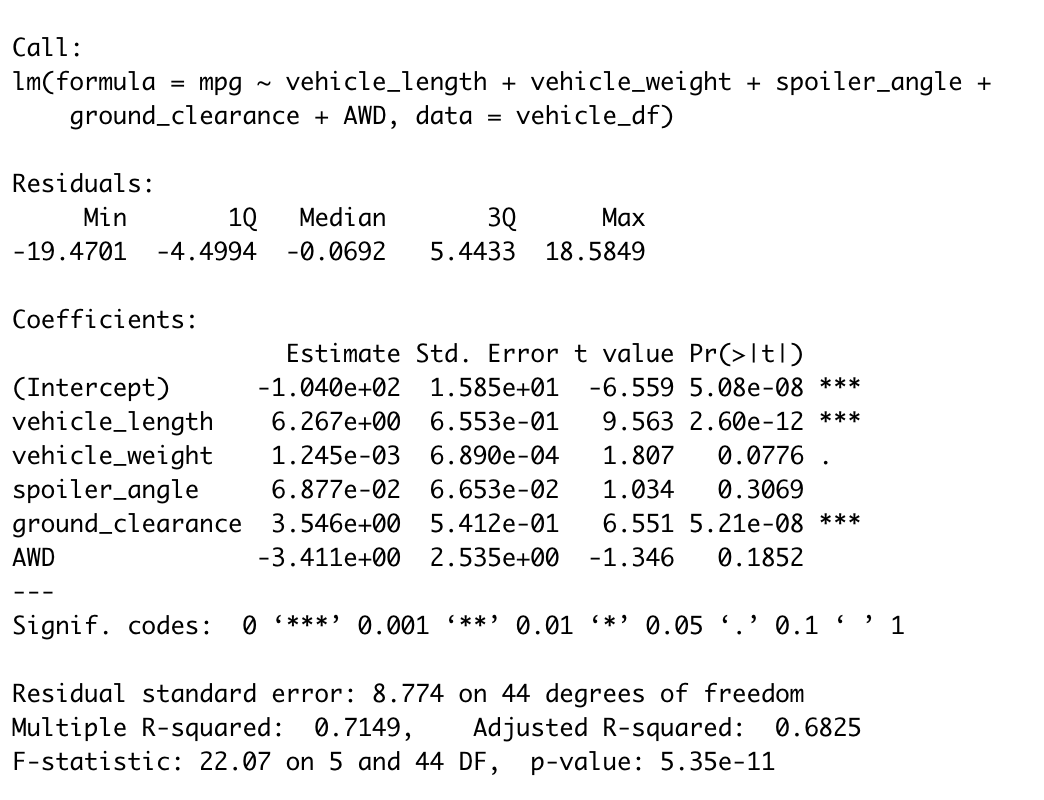 Call:
lm(formula = mpg ~ vehicle_length + vehicle_weight + spoiler_angle +
    ground_clearance + AWD, data = vehicle_df)

Residuals:
     Min       1Q   Median       3Q      Max
-19.4701  -4.4994  -0.0692   5.4433  18.5849

Coefficients:
                   Estimate Std. Error t value Pr(>|t|)
(Intercept)      -1.040e+02  1.585e+01  -6.559 5.08e-08 ***
vehicle_length    6.267e+00  6.553e-01   9.563 2.60e-12 ***
vehicle_weight    1.245e-03  6.890e-04   1.807   0.0776 .
spoiler_angle     6.877e-02  6.653e-02   1.034   0.3069
ground_clearance  3.546e+00  5.412e-01   6.551 5.21e-08 ***
AWD              -3.411e+00  2.535e+00  -1.346   0.1852
---
Signif. codes:  0 ‘***’ 0.001 ‘**’ 0.01 ‘*’ 0.05 ‘.’ 0.1 ‘ ’ 1

Residual standard error: 8.774 on 44 degrees of freedom
Multiple R-squared:  0.7149,    Adjusted R-squared:  0.6825
F-statistic: 22.07 on 5 and 44 DF,  p-value: 5.35e-11